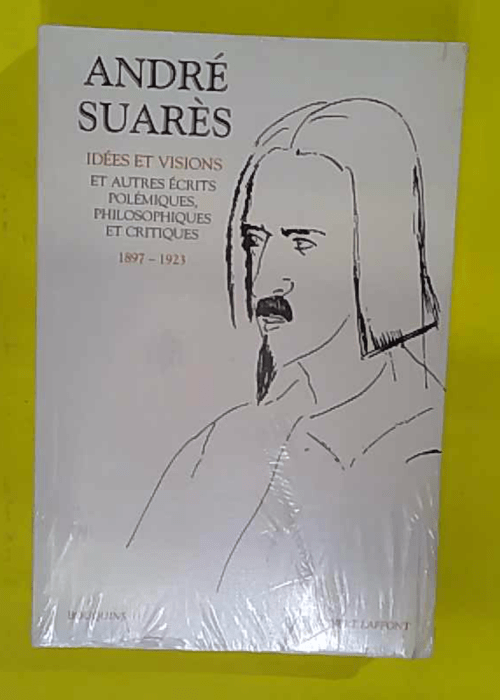 ANDRÉ
SUARÈS
IDÉES ET VISIONS
ET AUTRES ÉCRITS
POLÉMIQUES,
PHILOSOPHIQUES
ET CRITIQUES
1897 – 1923
BOUQUINS
LAFFONT